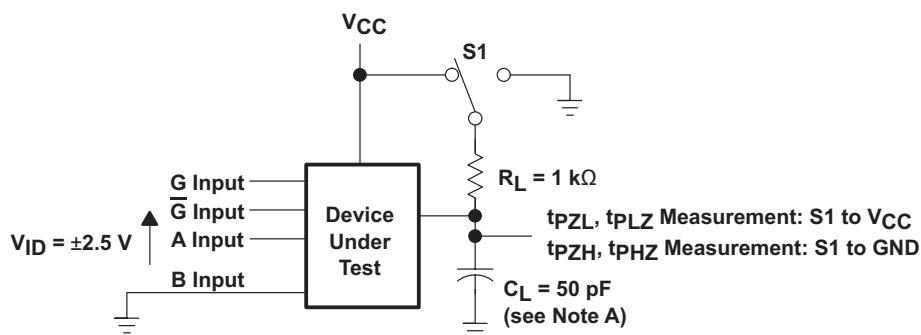 VCC
S1
RL = 1 kΩ
G Input
G̅ Input
Device
Under
Test
VID = ±2.5 V
A Input
B Input
tPZL, tPLZ Measurement: S1 to VCC
tPZH, tPHZ Measurement: S1 to GND
CL = 50 pF
(see Note A)